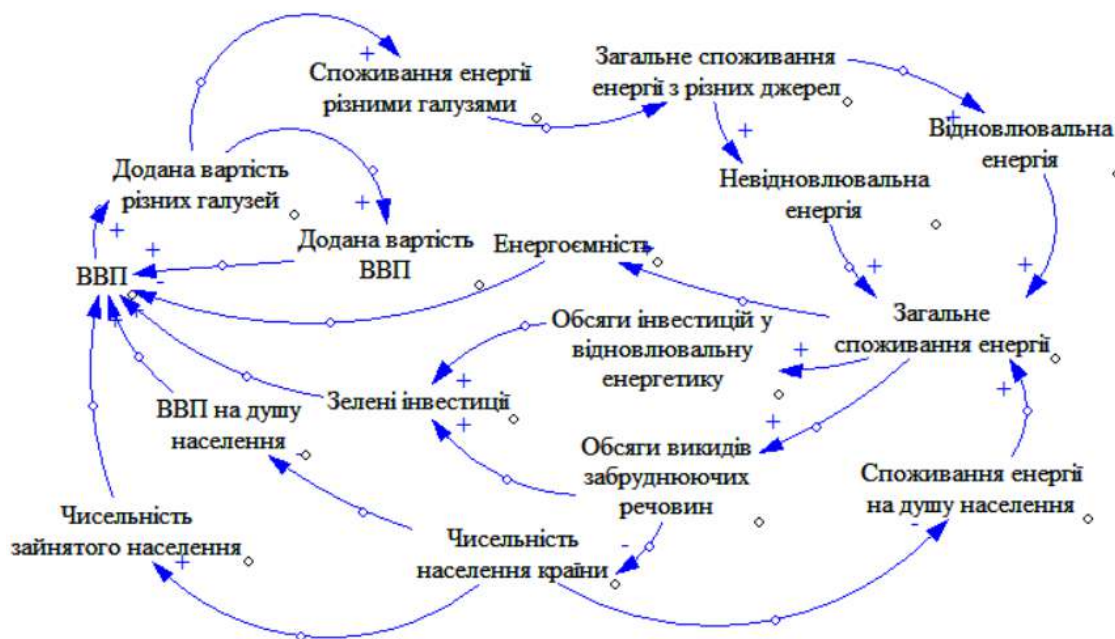 Споживання енергії
різними галузями
Загальне споживання
енергії з різних джерел
Відновлювальна
енергія
Невідновлювальна
енергія
Додана вартість
різних галузей
Додана вартість
ВВП
ВВП
Енергоємність
Загальне
споживання енергії
Обсяги інвестицій у
відновлювальну
енергетику
Зелені інвестиції
ВВП на душу
населення
Обсяги викидів
забруднюючих
речовин
Споживання енергії
на душу населення
Чисельність
зайнятого населення
Чисельність
населення країни